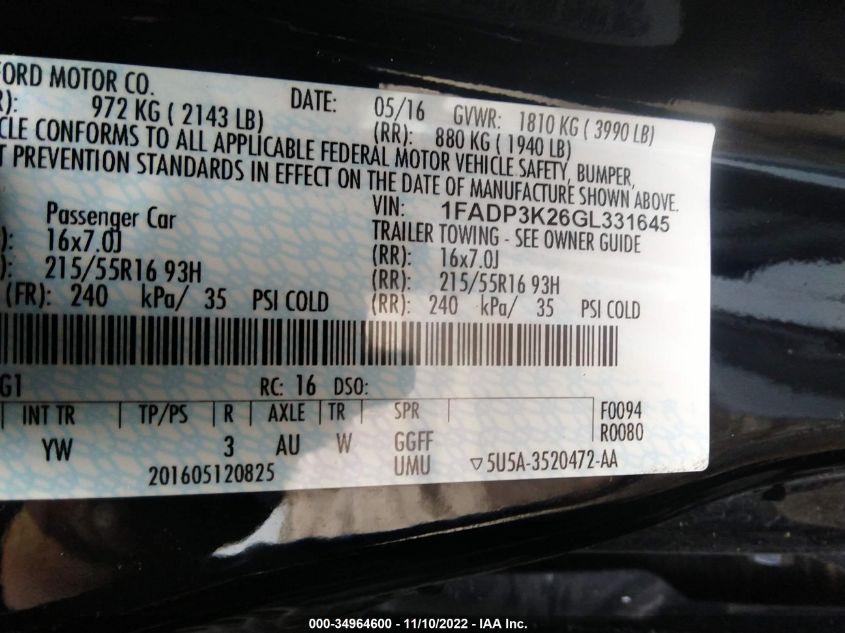 FORD MOTOR CO.
DATE: 05/16 GVWR: 1810 KG ( 3990 LB)
R): 972 KG ( 2143 LB) (RR): 880 KG ( 1940 LB)
CLE CONFORMS TO ALL APPLICABLE FEDERAL MOTOR VEHICLE SAFETY, BUMPER,
T PREVENTION STANDARDS IN EFFECT ON THE DATE OF MANUFACTURE SHOWN ABOVE.
VIN: 1FADP3K26GL331645
Passenger Car TRAILER TOWING - SEE OWNER GUIDE
): 16x7.0J (RR): 16x7.0J
): 215/55R16 93H (RR): 215/55R16 93H
(FR): 240 kPa/ 35 PSI COLD (RR): 240 kPa/ 35 PSI COLD
G1 RC: 16 DSO:
INT TR TP/PS R AXLE TR SPR F0094
YW 3 AU W GGFF R0080
UMU ▽5U5A-3520472-AA
201605120825
000-34964600 - 11/10/2022 - IAA Inc.